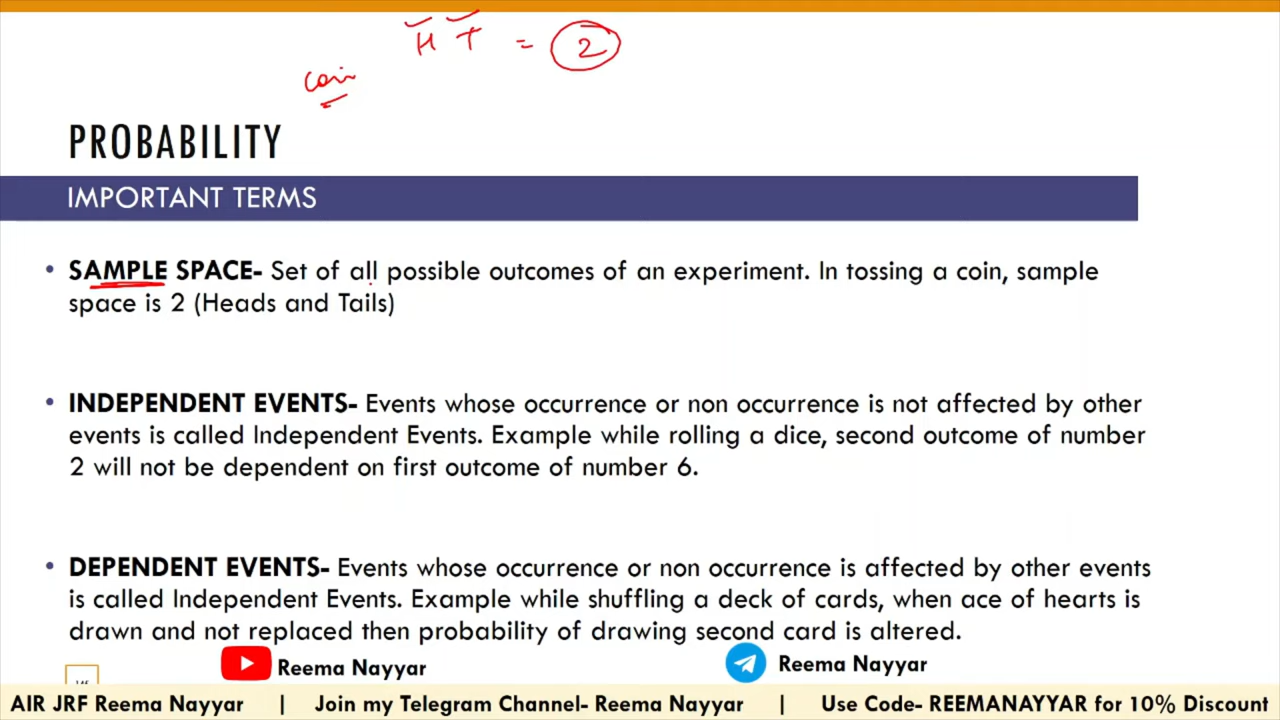 H T = 2
coin
PROBABILITY
IMPORTANT TERMS
• SAMPLE SPACE- Set of all possible outcomes of an experiment. In tossing a coin, sample
space is 2 (Heads and Tails)
• INDEPENDENT EVENTS- Events whose occurrence or non occurrence is not affected by other
events is called Independent Events. Example while rolling a dice, second outcome of number
2 will not be dependent on first outcome of number 6.
• DEPENDENT EVENTS- Events whose occurrence or non occurrence is affected by other events
is called Independent Events. Example while shuffling a deck of cards, when ace of hearts is
drawn and not replaced then probability of drawing second card is altered.
Reema Nayyar Reema Nayyar
AIR JRF Reema Nayyar | Join my Telegram Channel- Reema Nayyar | Use Code- REEMANAYYAR for 10% Discount